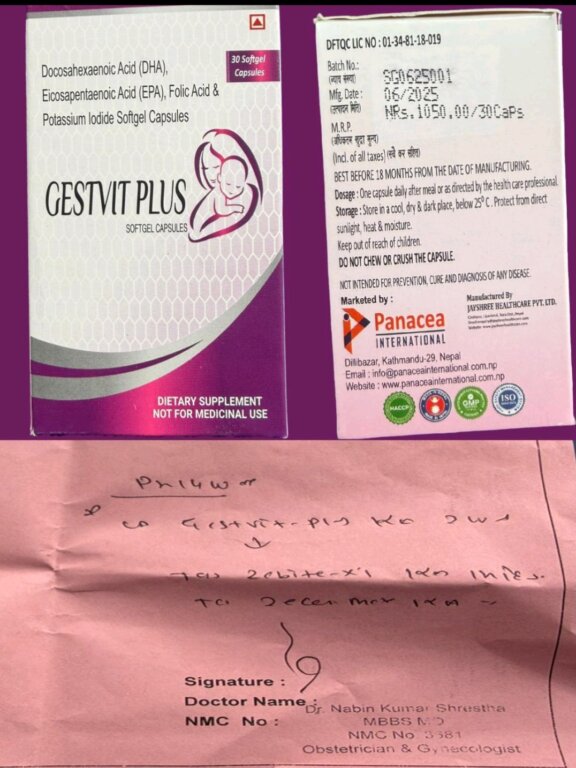 30 Softgel
Capsules
Docosahexaenoic Acid (DHA),
Eicosapentaenoic Acid (EPA), Folic Acid &
Potassium Iodide Softgel Capsules
GESTVIT PLUS
SOFTGEL CAPSULES
DIETARY SUPPLEMENT
NOT FOR MEDICINAL USE
DFTQC LIC NO : 01-34-81-18-019
Batch No.: SG0625001
Mfg. Date : 06/2025
NRs.1050.00/30CaPs
M.R.P.
(Incl. of all taxes)
BEST BEFORE 18 MONTHS FROM THE DATE OF MANUFACTURING.
Dosage : One capsule daily after meal or as directed by the health care professional
Storage : Store in a cool, dry & dark place, below 25° C . Protect from direct
sunlight, heat & moisture.
Keep out of reach of children.
DO NOT CHEW OR CRUSH THE CAPSULE.
NOT INTENDED FOR PREVENTION, CURE AND DIAGNOSIS OF ANY DISEASE.
Marketed by :
Panacea
INTERNATIONAL
Dillibazar, Kathmandu-29, Nepal
Email : info@panaceainternational.com.np
Website : www.panaceainternational.com.np
Manufactured By
JAYSHREE HEALTHCARE PVT. LTD.
HACCP
GMP
ISO
Gestvit-Plus
Signature :
Doctor Name : Dr. Nabin Kumar Shrestha
MBBS MD
NMC No : NMC No. 3381
Obstetrician & Gynecologist